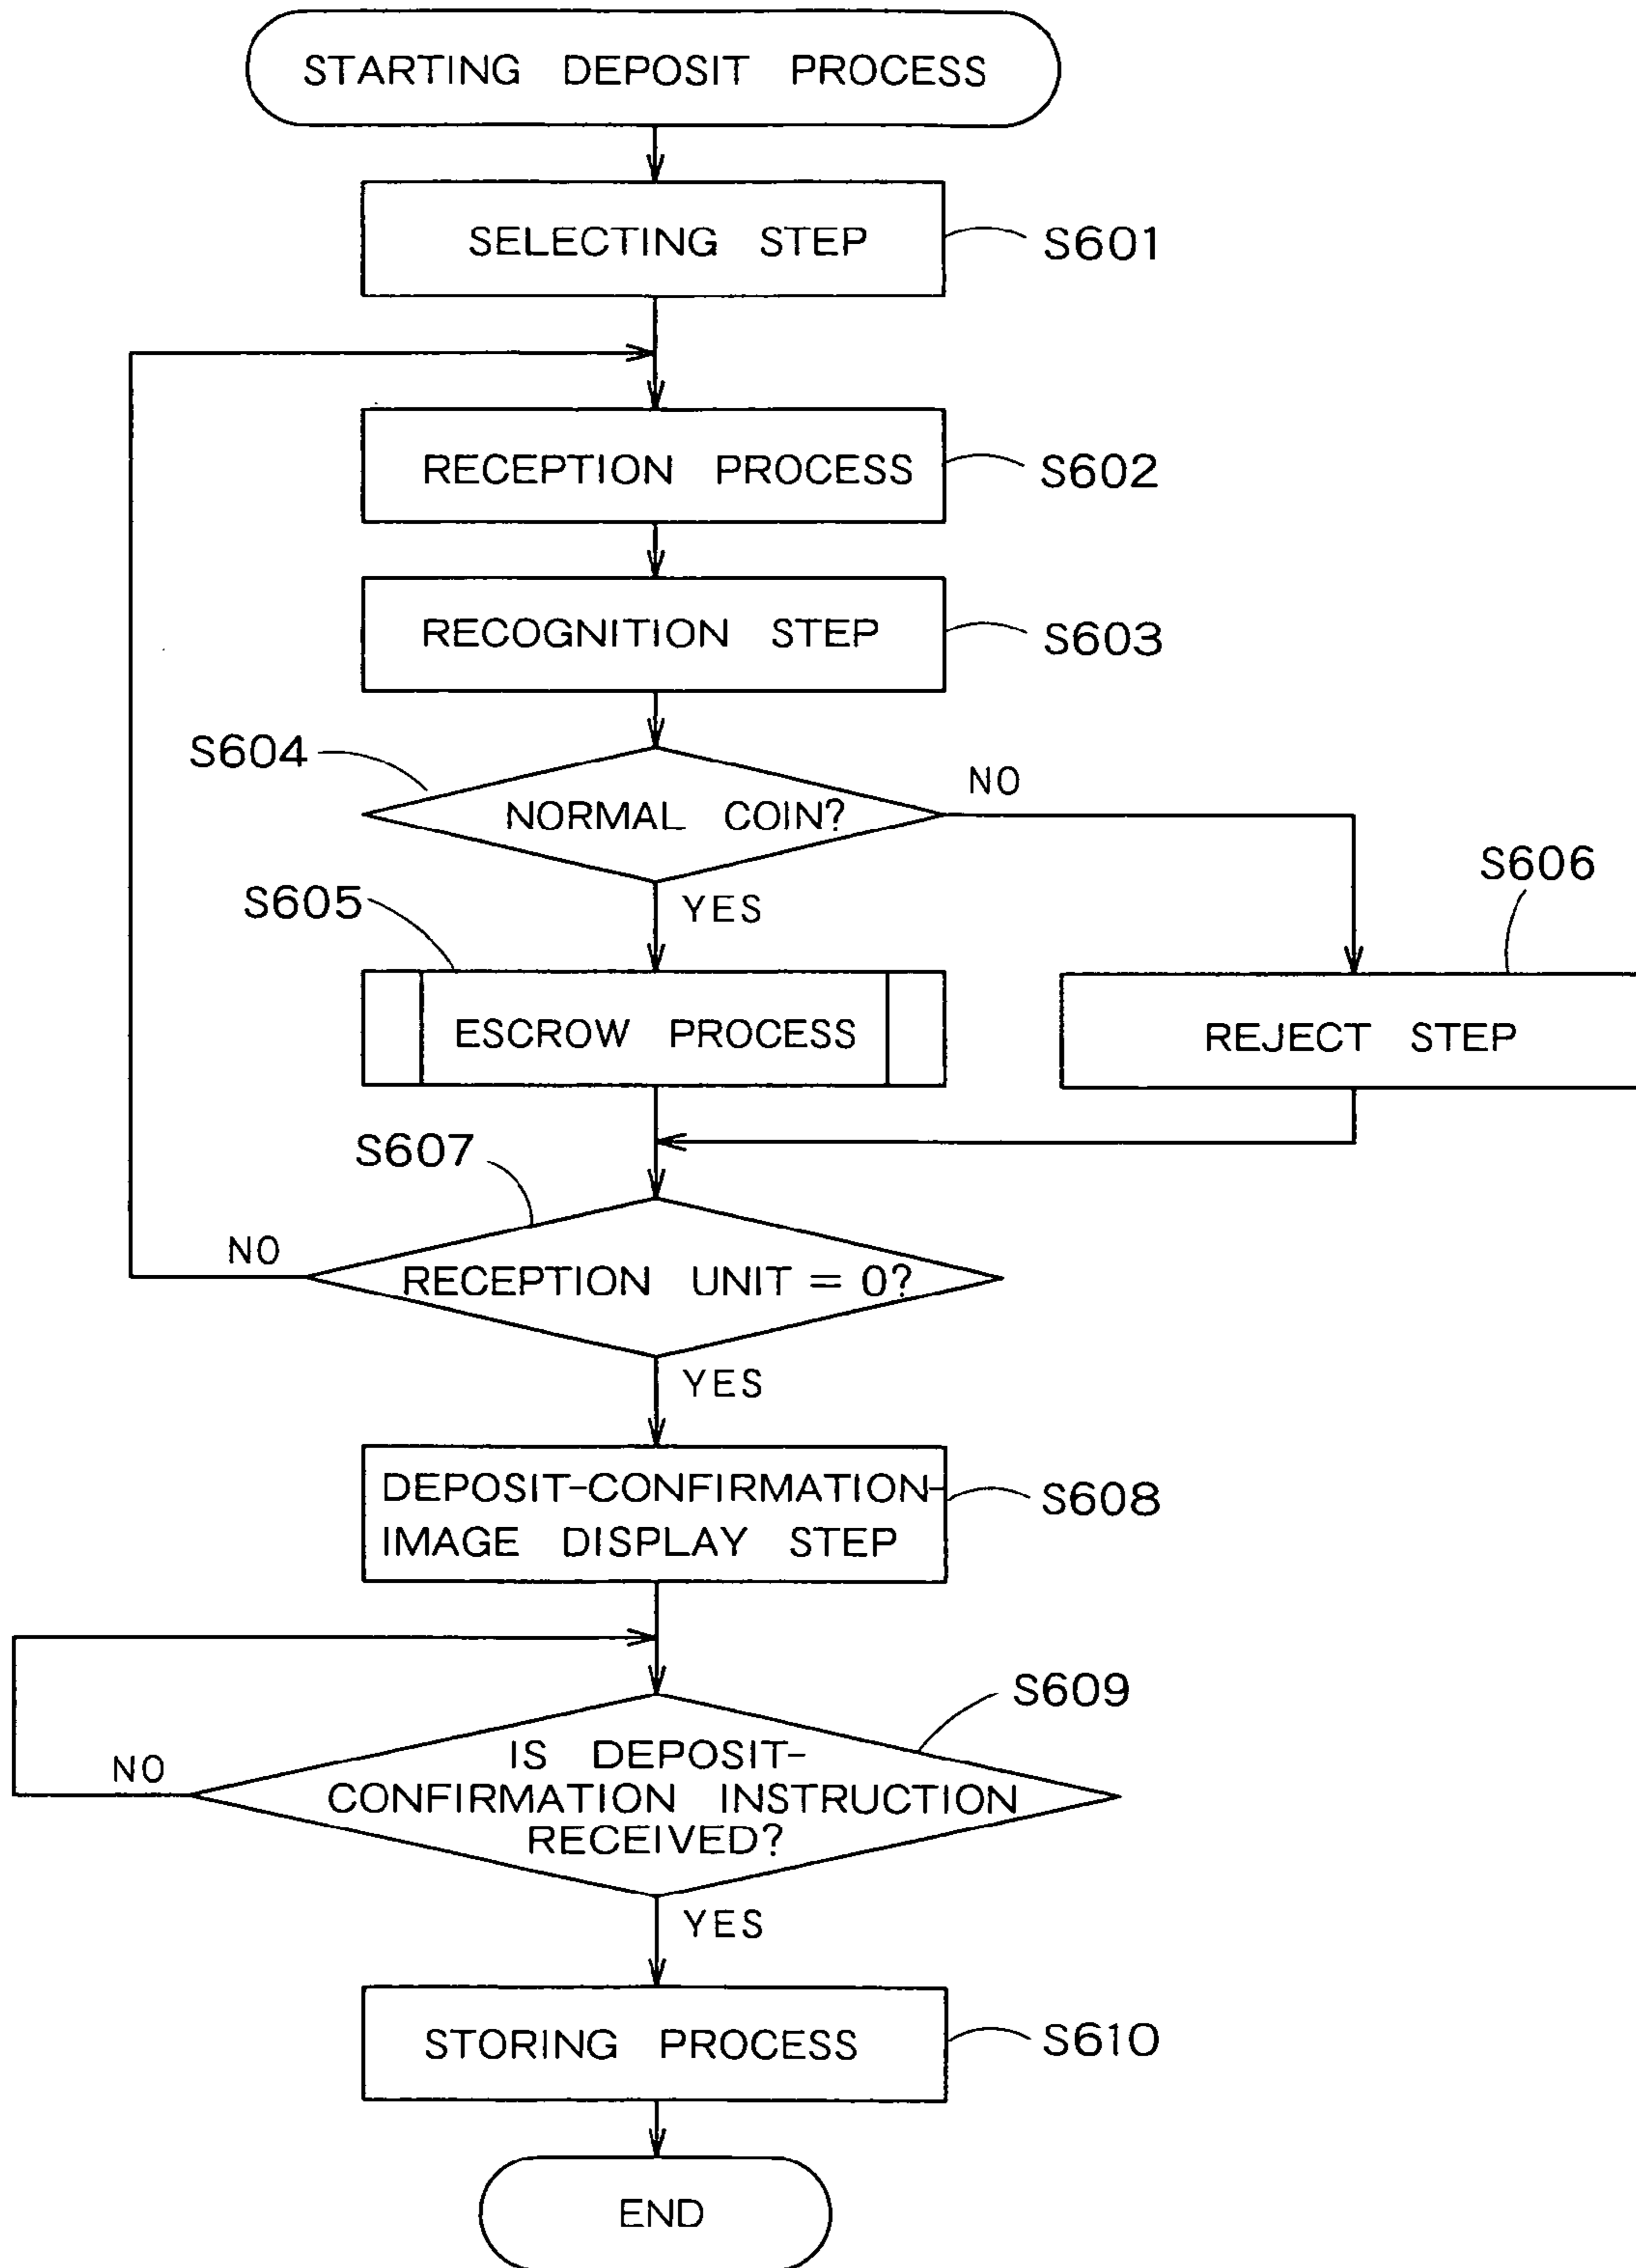 STARTING DEPOSIT PROCESS
SELECTING STEP
S601
RECEPTION PROCESS
S602
RECOGNITION STEP
S603
S604
NORMAL COIN?
NO
YES
S605
S606
ESCROW PROCESS
REJECT STEP
S607
NO
RECEPTION UNIT = 0?
YES
DEPOSIT-CONFIRMATION-
IMAGE DISPLAY STEP
S608
S609
NO
IS DEPOSIT-
CONFIRMATION INSTRUCTION
RECEIVED?
YES
STORING PROCESS
S610
END